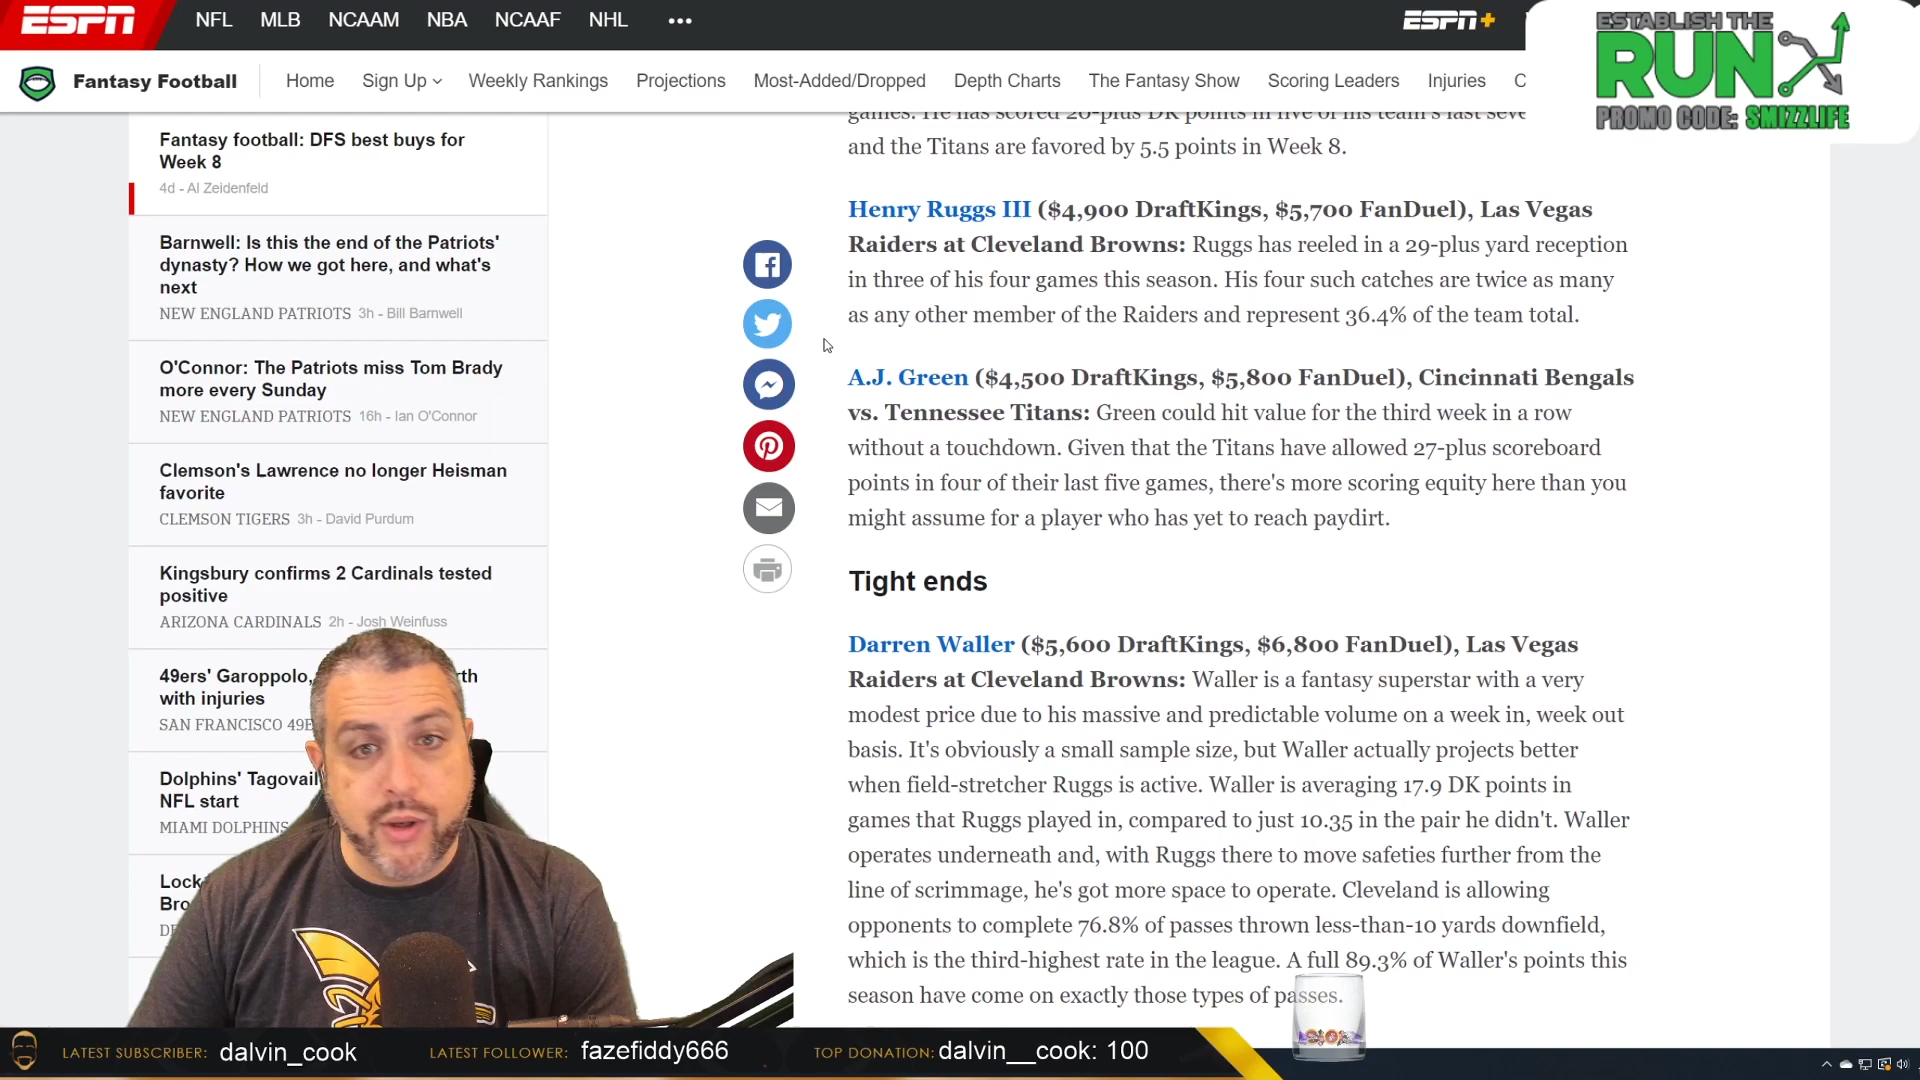 ESPN
NFL
MLB
NCAAM
NBA
NCAAF
NHL
•••
ESPN+
ESTABLISH THE
RUN
PROMO CODE: SMIZZLIFE
Fantasy Football
Home
Sign Up
Weekly Rankings
Projections
Most-Added/Dropped
Depth Charts
The Fantasy Show
Scoring Leaders
Injuries
Fantasy football: DFS best buys for
Week 8
4d - Al Zeidenfeld
Barnwell: Is this the end of the Patriots'
dynasty? How we got here, and what's
next
NEW ENGLAND PATRIOTS 3h - Bill Barnwell
O'Connor: The Patriots miss Tom Brady
more every Sunday
NEW ENGLAND PATRIOTS 16h - Ian O'Connor
Clemson's Lawrence no longer Heisman
favorite
CLEMSON TIGERS 3h - David Purdum
Kingsbury confirms 2 Cardinals tested
positive
ARIZONA CARDINALS 2h - Josh Weinfuss
49ers' Garoppolo,
with injuries
SAN FRANCISCO
Dolphins'
NFL start
MIAMI DOLPHINS
games. He has scored 20-plus DK points in five of his team's last
and the Titans are favored by 5.5 points in Week 8.
Henry Ruggs III ($4,900 DraftKings, $5,700 FanDuel), Las Vegas
Raiders at Cleveland Browns: Ruggs has reeled in a 29-plus yard reception
in three of his four games this season. His four such catches are twice as many
as any other member of the Raiders and represent 36.4% of the team total.
A.J. Green ($4,500 DraftKings, $5,800 FanDuel), Cincinnati Bengals
vs. Tennessee Titans: Green could hit value for the third week in a row
without a touchdown. Given that the Titans have allowed 27-plus scoreboard
points in four of their last five games, there's more scoring equity here than you
might assume for a player who has yet to reach paydirt.
Tight ends
Darren Waller ($5,600 DraftKings, $6,800 FanDuel), Las Vegas
Raiders at Cleveland Browns: Waller is a fantasy superstar with a very
modest price due to his massive and predictable volume on a week in, week out
basis. It's obviously a small sample size, but Waller actually projects better
when field-stretcher Ruggs is active. Waller is averaging 17.9 DK points in
games that Ruggs played in, compared to just 10.35 in the pair he didn't. Waller
operates underneath and, with Ruggs there to move safeties further from the
line of scrimmage, he's got more space to operate. Cleveland is allowing
opponents to complete 76.8% of passes thrown less-than-10 yards downfield,
which is the third-highest rate in the league. A full 89.3% of Waller's points this
season have come on exactly those types of passes.
LATEST SUBSCRIBER: dalvin_cook
LATEST FOLLOWER: fazefiddy666
TOP DONATION: dalvin__cook: 100